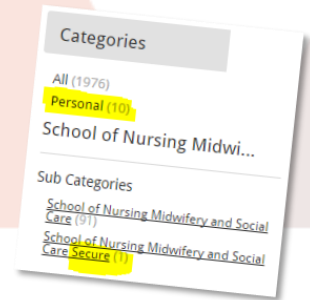 Categories
All (1976)
Personal (10)
School of Nursing Midwi...
Sub Categories
School of Nursing Midwifery and Social
Care (91)
School of Nursing Midwifery and Social
Care Secure (1)